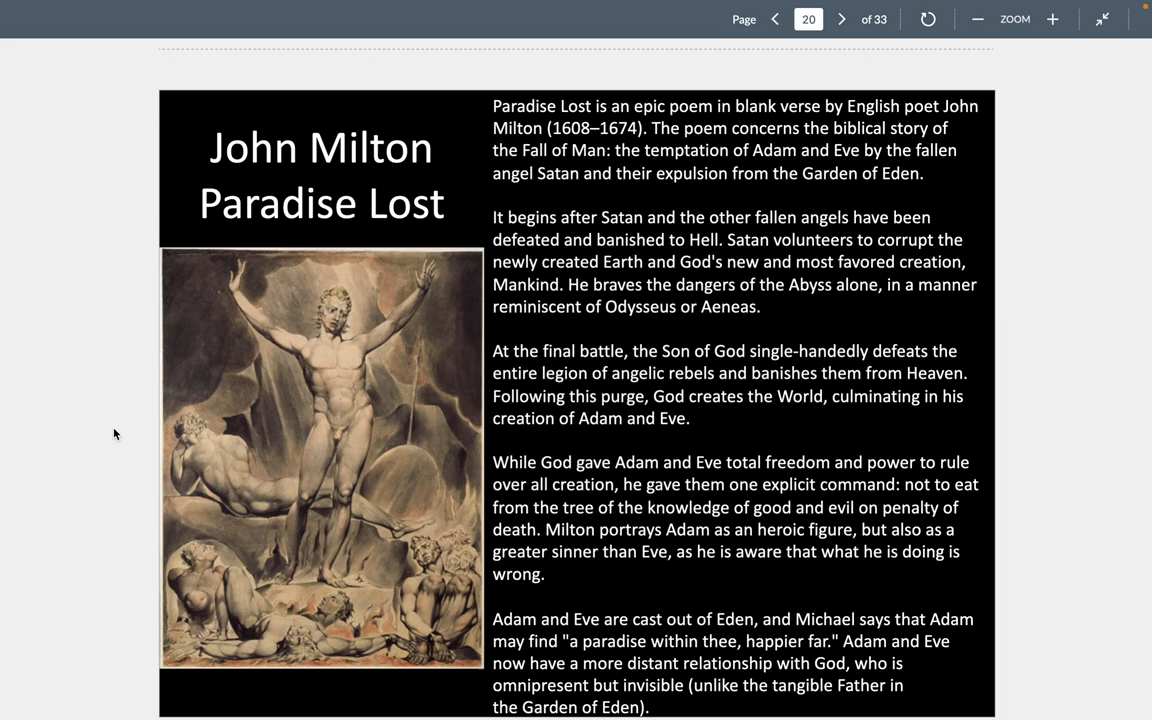 Page 20 of 33 ZOOM
John Milton
Paradise Lost
Paradise Lost is an epic poem in blank verse by English poet John
Milton (1608–1674). The poem concerns the biblical story of
the Fall of Man: the temptation of Adam and Eve by the fallen
angel Satan and their expulsion from the Garden of Eden.
It begins after Satan and the other fallen angels have been
defeated and banished to Hell. Satan volunteers to corrupt the
newly created Earth and God's new and most favored creation,
Mankind. He braves the dangers of the Abyss alone, in a manner
reminiscent of Odysseus or Aeneas.
At the final battle, the Son of God single-handedly defeats the
entire legion of angelic rebels and banishes them from Heaven.
Following this purge, God creates the World, culminating in his
creation of Adam and Eve.
While God gave Adam and Eve total freedom and power to rule
over all creation, he gave them one explicit command: not to eat
from the tree of the knowledge of good and evil on penalty of
death. Milton portrays Adam as an heroic figure, but also as a
greater sinner than Eve, as he is aware that what he is doing is
wrong.
Adam and Eve are cast out of Eden, and Michael says that Adam
may find "a paradise within thee, happier far." Adam and Eve
now have a more distant relationship with God, who is
omnipresent but invisible (unlike the tangible Father in
the Garden of Eden).